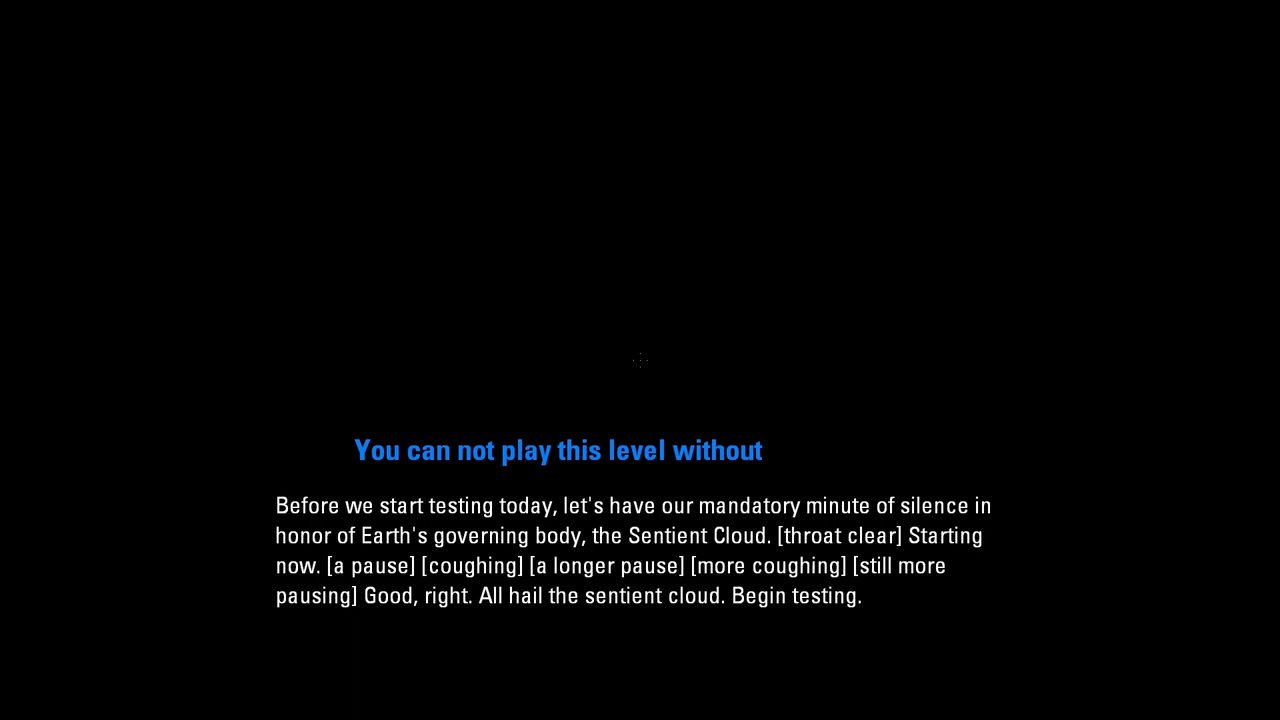 You can not play this level without
Before we start testing today, let's have our mandatory minute of silence in
honor of Earth's governing body, the Sentient Cloud. [throat clear] Starting
now. [a pause] [coughing] [a longer pause] [more coughing] [still more
pausing] Good, right. All hail the sentient cloud. Begin testing.